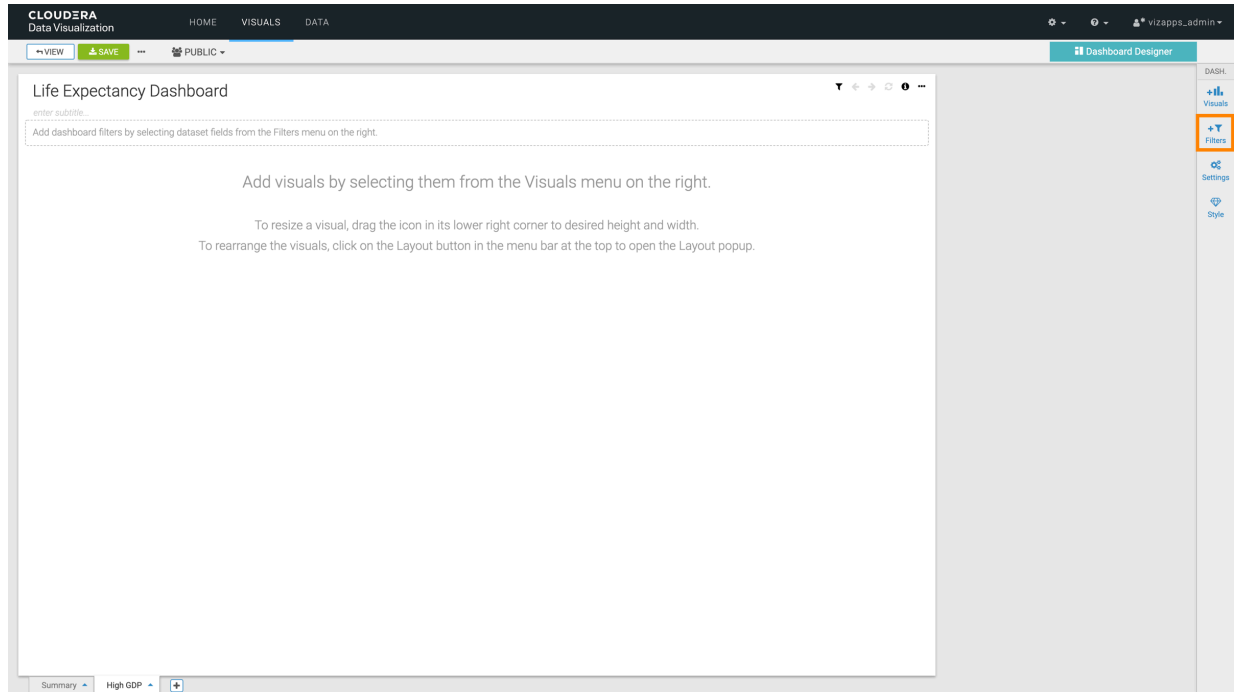 CLOUDERA
Data Visualization
HOME VISUALS DATA
vizapps_admin
VIEW SAVE PUBLIC
Dashboard Designer
DASH.
Life Expectancy Dashboard
Visuals
enter subtitle...
Add dashboard filters by selecting dataset fields from the Filters menu on the right.
Filters
Add visuals by selecting them from the Visuals menu on the right.
Settings
To resize a visual, drag the icon in its lower right corner to desired height and width.
Style
To rearrange the visuals, click on the Layout button in the menu bar at the top to open the Layout popup.
Summary High GDP